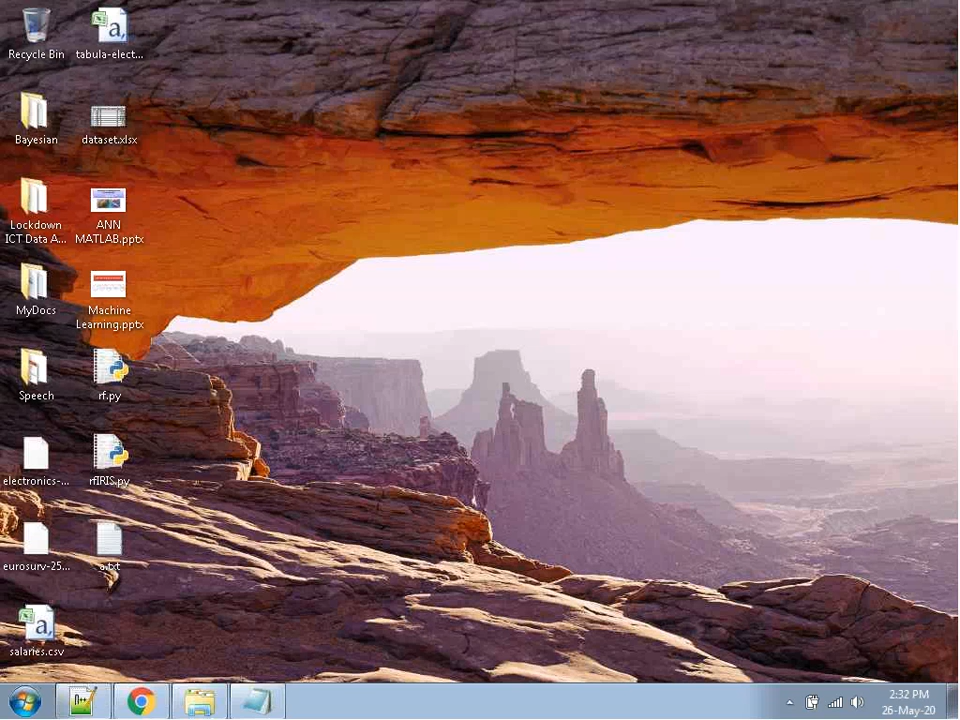 Recycle Bin
tabula-elect...
Bayesian
dataset.xlsx
Lockdown
ICT Data A...
ANN
MATLAB.pptx
MyDocs
Machine
Learning.pptx
Speech
rf.py
electronics-...
rfIRIS.py
eurosurv-25...
a.txt
salaries.csv
2:32 PM
26-May-20